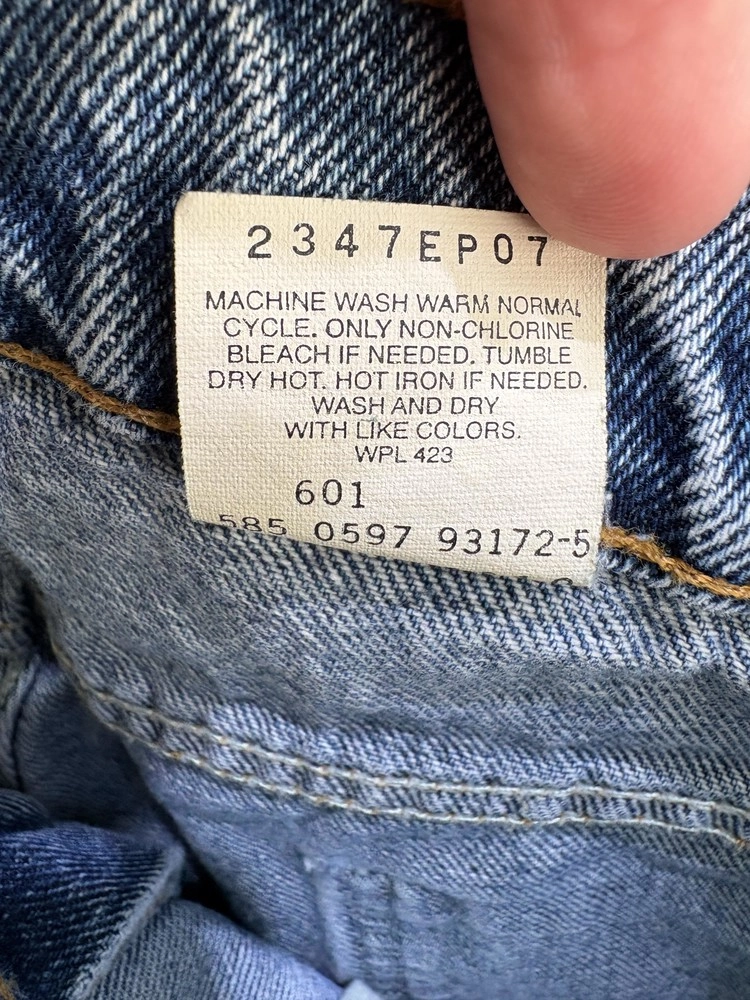 2347EP07
MACHINE WASH WARM NORMAL
CYCLE. ONLY NON-CHLORINE
BLEACH IF NEEDED. TUMBLE
DRY HOT. HOT IRON IF NEEDED.
WASH AND DRY
WITH LIKE COLORS.
WPL 423
601
585 0597 93172-5